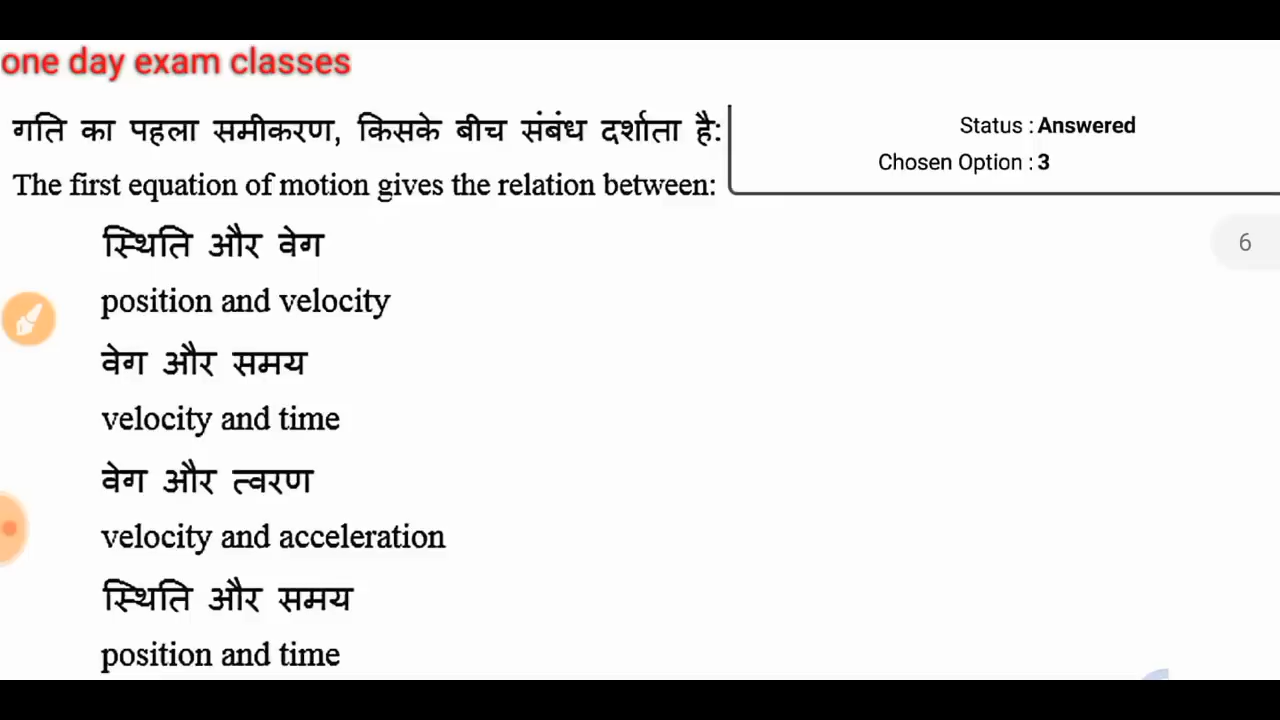 one day exam classes
गति का पहला समीकरण, किसके बीच संबंध दर्शाता है:
The first equation of motion gives the relation between:
Status : Answered
Chosen Option : 3
6
स्थिति और वेग
position and velocity
वेग और समय
velocity and time
वेग और त्वरण
velocity and acceleration
स्थिति और समय
position and time